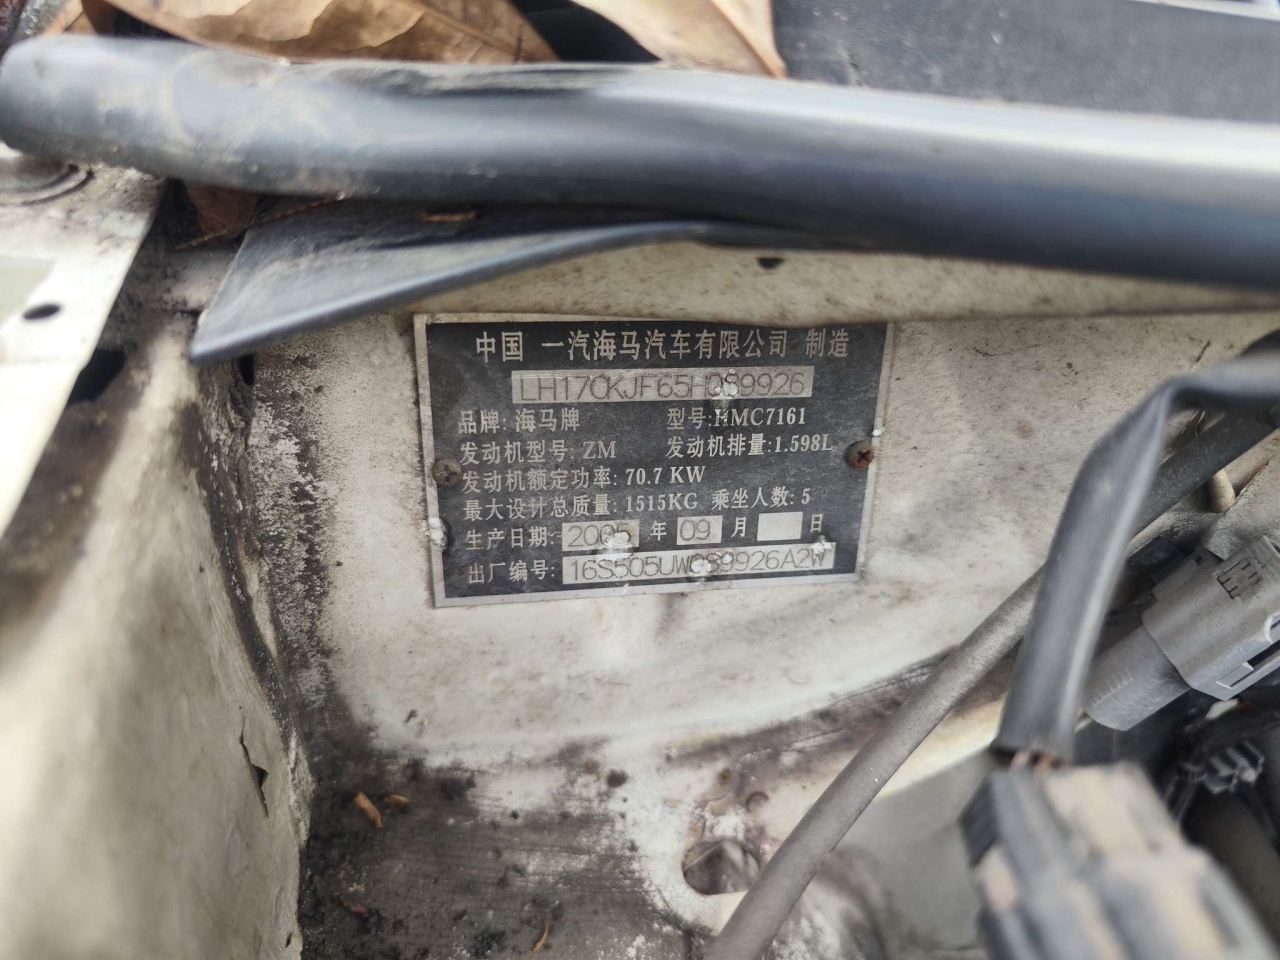 中国 一汽海马汽车有限公司 制造
LH17CKJF65H0S9926
品牌: 海马牌 型号: HMC7161
发动机型号: ZM 发动机排量: 1.598L
发动机额定功率: 70.7 KW
最大设计总质量: 1515KG 乘坐人数: 5
生产日期: 2005 年 09 月 日
出厂编号: 16S505UWCS9926A2W